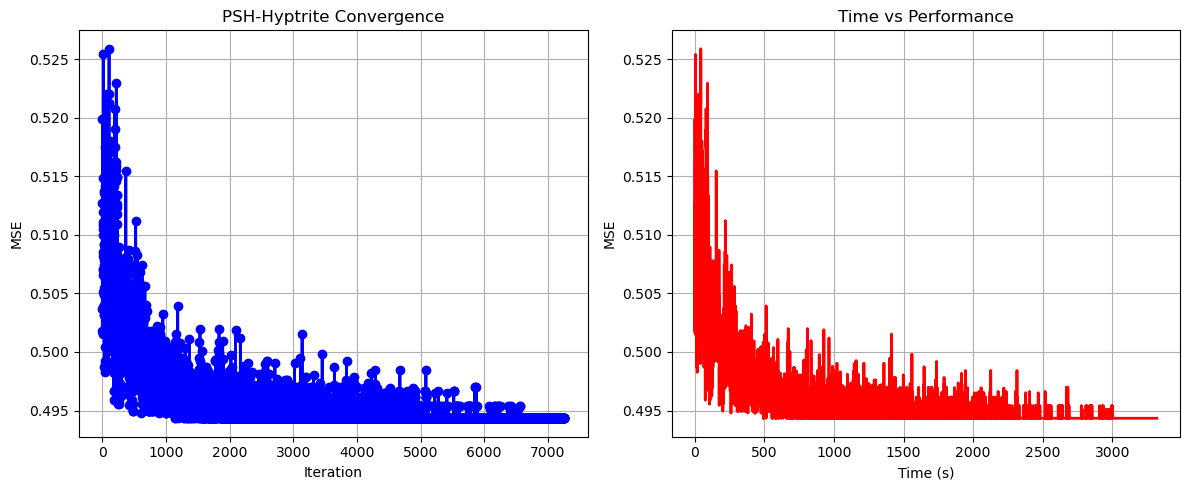 PSH-Hyptrite Convergence
MSE
0.525
0.520
0.515
0.510
0.505
0.500
0.495
0 1000 2000 3000 4000 5000 6000 7000
Iteration
Time vs Performance
MSE
0.525
0.520
0.515
0.510
0.505
0.500
0.495
0 500 1000 1500 2000 2500 3000
Time (s)